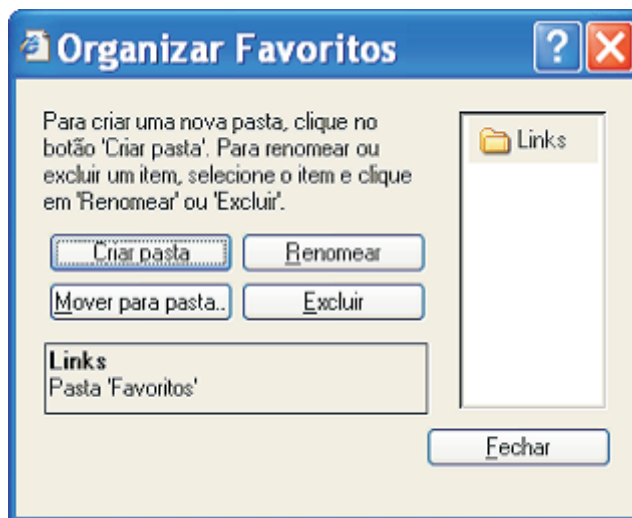 Organizar Favoritos
?
Para criar uma nova pasta, clique no
botão 'Criar pasta'. Para renomear ou
excluir um item, selecione o item e clique
em 'Renomear' ou 'Excluir'.
Links
Criar pasta
Renomear
Mover para pasta..
Excluir
Links
Pasta 'Favoritos'
Fechar